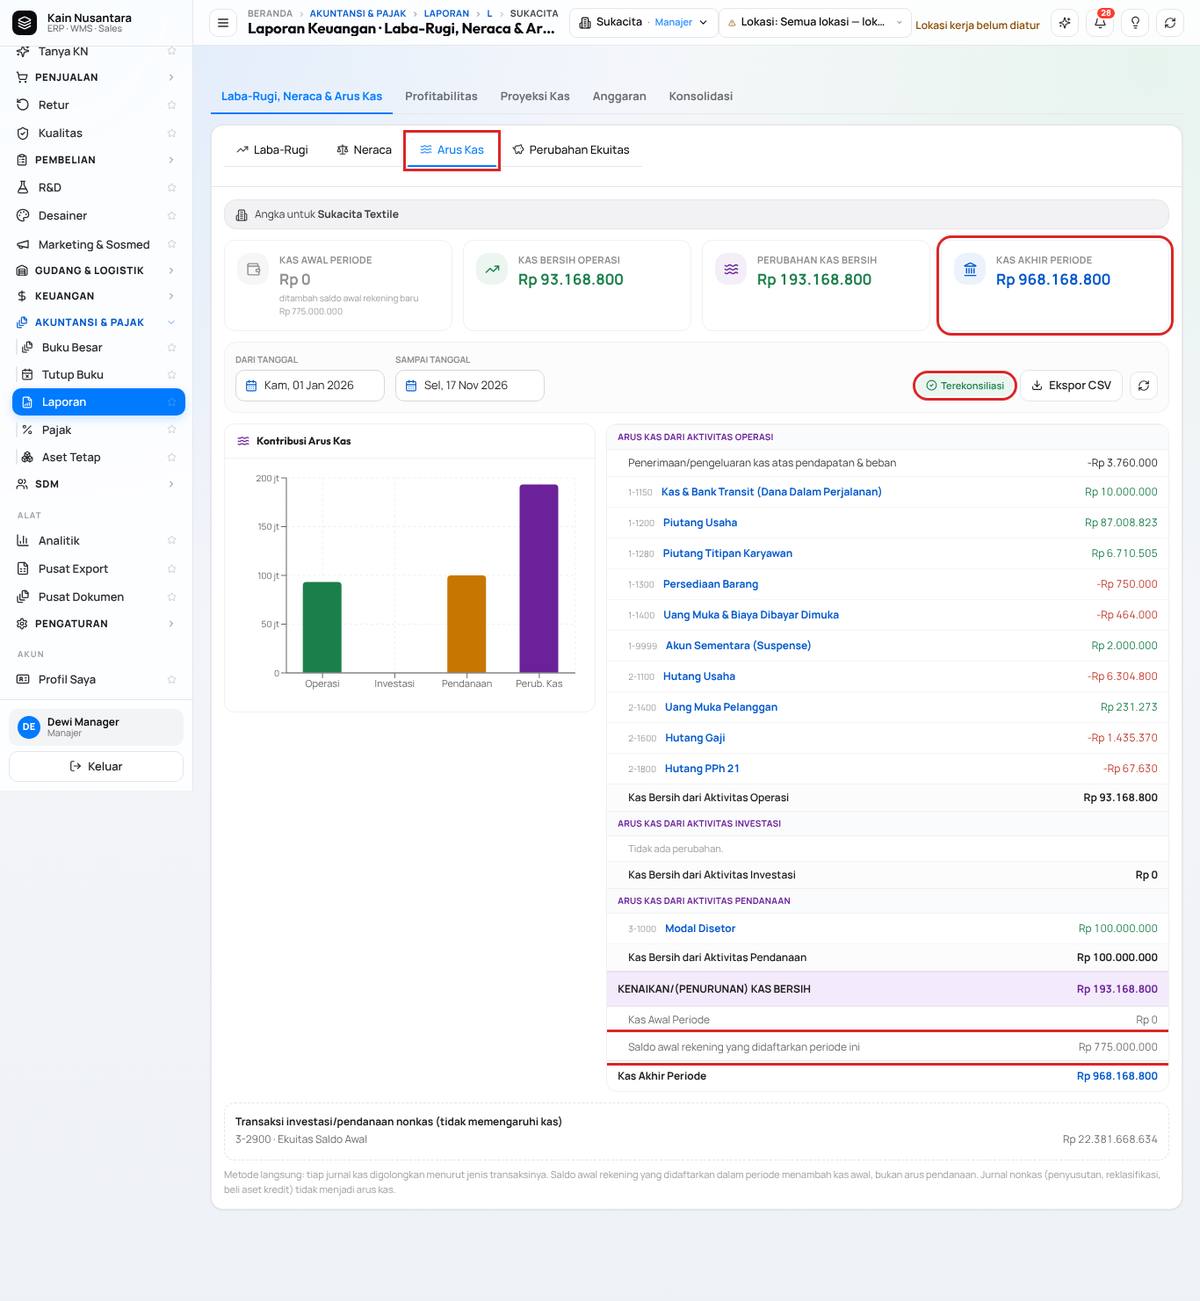 Kain Nusantara
ERP · WMS · Sales
Tanya KN
PENJUALAN
Retur
Kualitas
PEMBELIAN
R&D
Desainer
Marketing & Sosmed
GUDANG & LOGISTIK
KEUANGAN
AKUNTANSI & PAJAK
Buku Besar
Tutup Buku
Laporan
Pajak
Aset Tetap
SDM
ALAT
Analitik
Pusat Export
Pusat Dokumen
PENGATURAN
AKUN
Profil Saya
DE
Dewi Manager
Manajer
Keluar
BERANDA > AKUNTANSI & PAJAK > LAPORAN > L > SUKACITA
Laporan Keuangan · Laba-Rugi, Neraca & Ar...
Sukacita · Manajer
Lokasi: Semua lokasi — lok...
Lokasi kerja belum diatur
28
Laba-Rugi, Neraca & Arus Kas
Profitabilitas
Proyeksi Kas
Anggaran
Konsolidasi
Laba-Rugi
Neraca
Arus Kas
Perubahan Ekuitas
Angka untuk Sukacita Textile
KAS AWAL PERIODE
Rp 0
ditambah saldo awal rekening baru
Rp 775.000.000
KAS BERSIH OPERASI
Rp 93.168.800
PERUBAHAN KAS BERSIH
Rp 193.168.800
KAS AKHIR PERIODE
Rp 968.168.800
DARI TANGGAL
Kam, 01 Jan 2026
SAMPAI TANGGAL
Sel, 17 Nov 2026
Terekonsiliasi
Ekspor CSV
Kontribusi Arus Kas
200 jt
150 jt
100 jt
50 jt
0
Operasi
Investasi
Pendanaan
Perub. Kas
ARUS KAS DARI AKTIVITAS OPERASI
Penerimaan/pengeluaran kas atas pendapatan & beban -Rp 3.760.000
1-1150 Kas & Bank Transit (Dana Dalam Perjalanan) Rp 10.000.000
1-1200 Piutang Usaha Rp 87.008.823
1-1280 Piutang Titipan Karyawan Rp 6.710.505
1-1300 Persediaan Barang -Rp 750.000
1-1400 Uang Muka & Biaya Dibayar Dimuka -Rp 464.000
1-9999 Akun Sementara (Suspense) Rp 2.000.000
2-1100 Hutang Usaha -Rp 6.304.800
2-1400 Uang Muka Pelanggan Rp 231.273
2-1600 Hutang Gaji -Rp 1.435.370
2-1800 Hutang PPh 21 -Rp 67.630
Kas Bersih dari Aktivitas Operasi Rp 93.168.800
ARUS KAS DARI AKTIVITAS INVESTASI
Tidak ada perubahan.
Kas Bersih dari Aktivitas Investasi Rp 0
ARUS KAS DARI AKTIVITAS PENDANAAN
3-1000 Modal Disetor Rp 100.000.000
Kas Bersih dari Aktivitas Pendanaan Rp 100.000.000
KENAIKAN/(PENURUNAN) KAS BERSIH Rp 193.168.800
Kas Awal Periode Rp 0
Saldo awal rekening yang didaftarkan periode ini Rp 775.000.000
Kas Akhir Periode Rp 968.168.800
Transaksi investasi/pendanaan nonkas (tidak memengaruhi kas)
3-2900 · Ekuitas Saldo Awal Rp 22.381.668.634
Metode langsung: tiap jurnal kas digolongkan menurut jenis transaksinya. Saldo awal rekening yang didaftarkan dalam periode menambah kas awal, bukan arus pendanaan. Jurnal nonkas (penyusutan, reklasifikasi,
beli aset kredit) tidak menjadi arus kas.